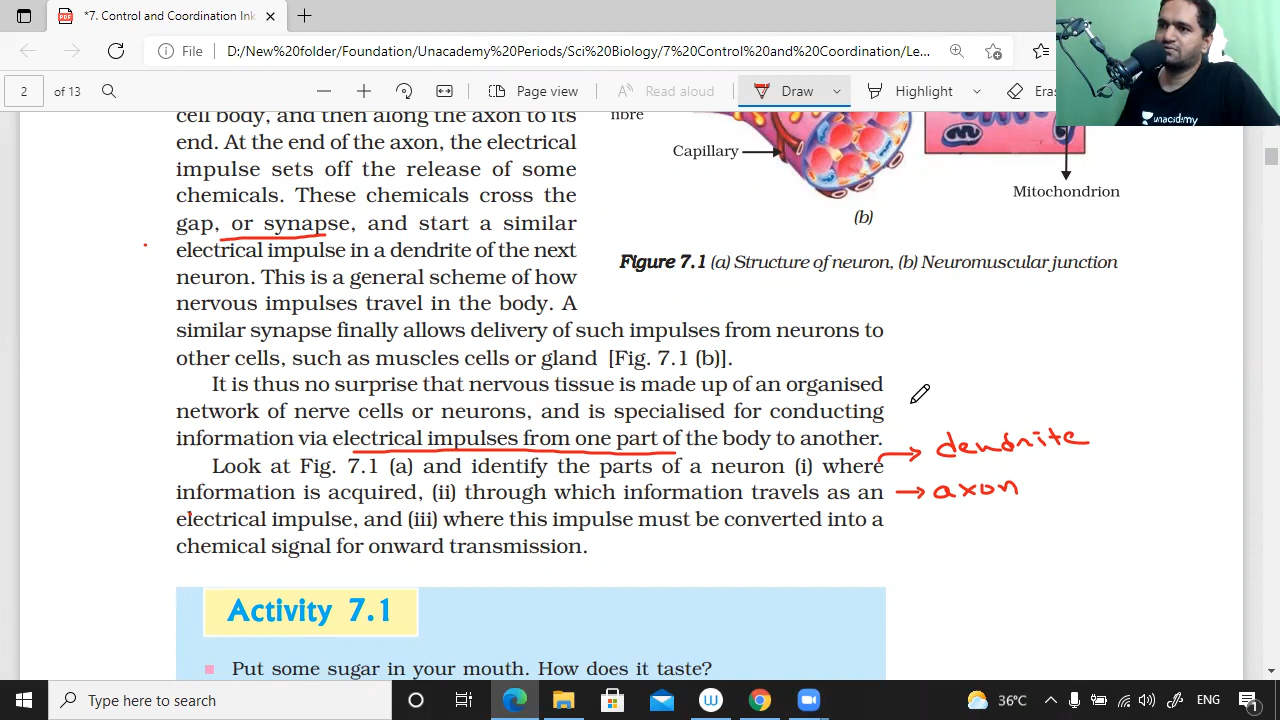 *7. Control and Coordination Ink
File
D:/New%20folder/Foundation/Unacademy%20Periods/Sci%20Biology/7%20Control%20and%20Coordination/Le...
2 of 13
Page view
Read aloud
Draw
Highlight
Eras
unacademy
cell body, and then along the axon to its
end. At the end of the axon, the electrical
impulse sets off the release of some
chemicals. These chemicals cross the
gap, or synapse, and start a similar
electrical impulse in a dendrite of the next
neuron. This is a general scheme of how
nervous impulses travel in the body. A
similar synapse finally allows delivery of such impulses from neurons to
other cells, such as muscles cells or gland [Fig. 7.1 (b)].
fibre
Capillary
Mitochondrion
(b)
Figure 7.1 (a) Structure of neuron, (b) Neuromuscular junction
It is thus no surprise that nervous tissue is made up of an organised
network of nerve cells or neurons, and is specialised for conducting
information via electrical impulses from one part of the body to another.
Look at Fig. 7.1 (a) and identify the parts of a neuron (i) where
information is acquired, (ii) through which information travels as an
electrical impulse, and (iii) where this impulse must be converted into a
chemical signal for onward transmission.
dendrite
axon
Activity 7.1
Put some sugar in your mouth. How does it taste?
Type here to search
W
36°C
ENG
1